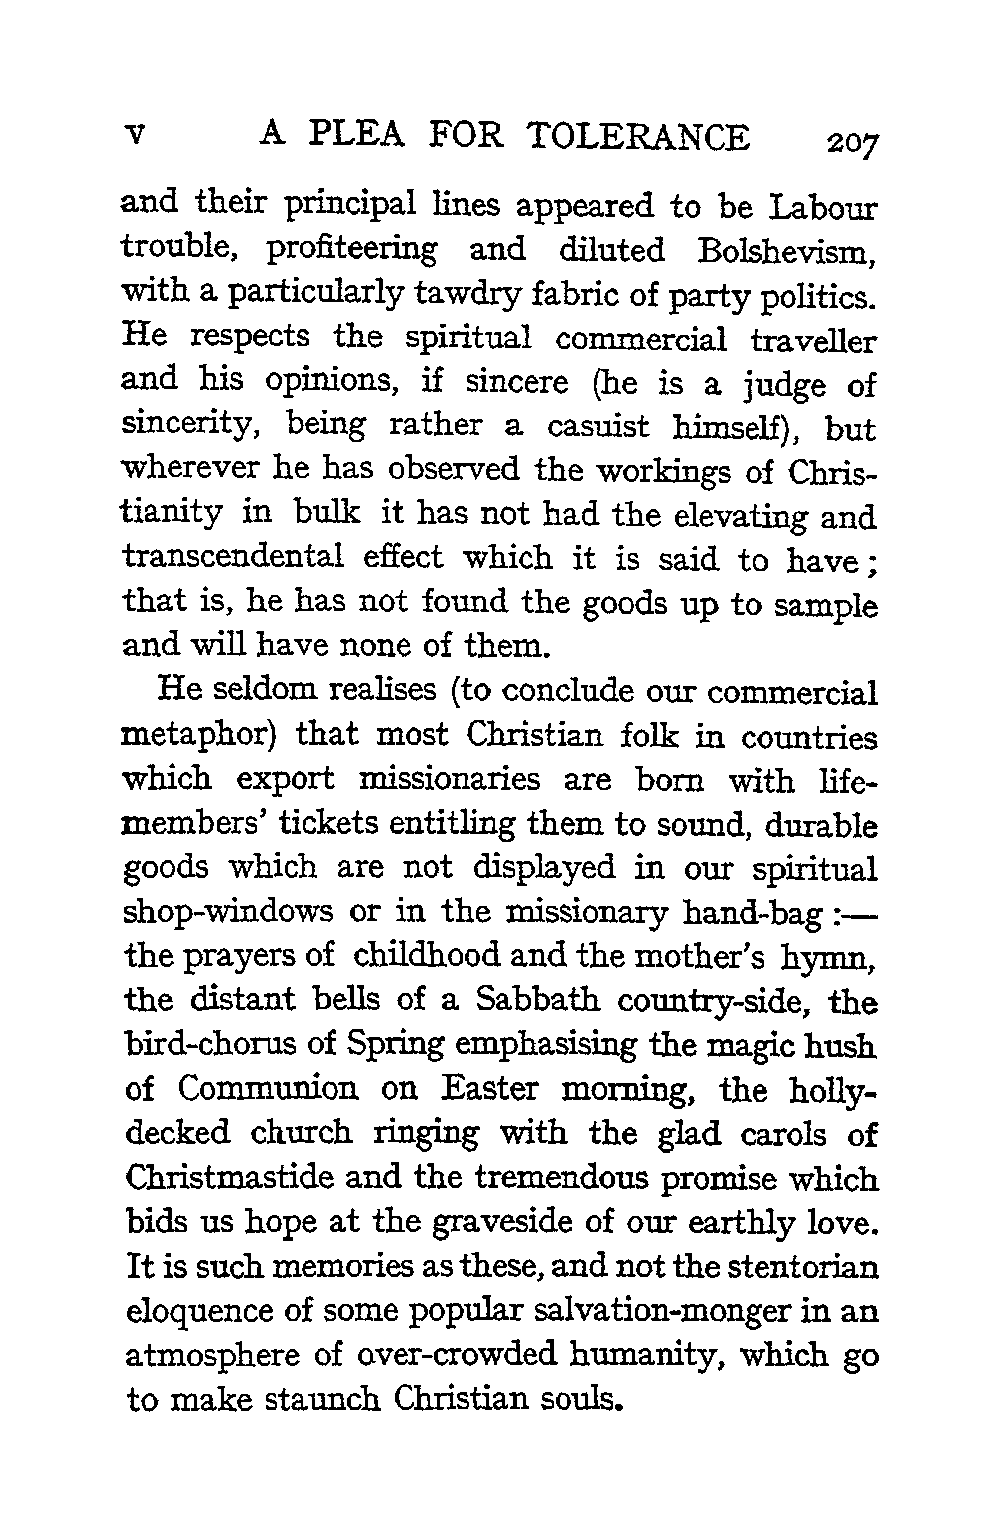 v A PLEA FOR TOLERANCE 207
and their principal lines appeared to be Labour
trouble, profiteering and diluted Bolshevism,
with a particularly tawdry fabric of party politics.
He respects the spiritual commercial traveller
and his opinions, if sincere (he is a judge of
sincerity, being rather a casuist himself), but
wherever he has observed the workings of Chris-
tianity in bulk it has not had the elevating and
transcendental effect which it is said to have ;
that is, he has not found the goods up to sample
and will have none of them.
He seldom realises (to conclude our commercial
metaphor) that most Christian folk in countries
which export missionaries are born with life-
members’ tickets entitling them to sound, durable
goods which are not displayed in our spiritual
shop-windows or in the missionary hand-bag :—
the prayers of childhood and the mother’s hymn,
the distant bells of a Sabbath country-side, the
bird-chorus of Spring emphasising the magic hush
of Communion on Easter morning, the holly-
decked church ringing with the glad carols of
Christmastide and the tremendous promise which
bids us hope at the graveside of our earthly love.
It is such memories as these, and not the stentorian
eloquence of some popular salvation-monger in an
atmosphere of over-crowded humanity, which go
to make staunch Christian souls.